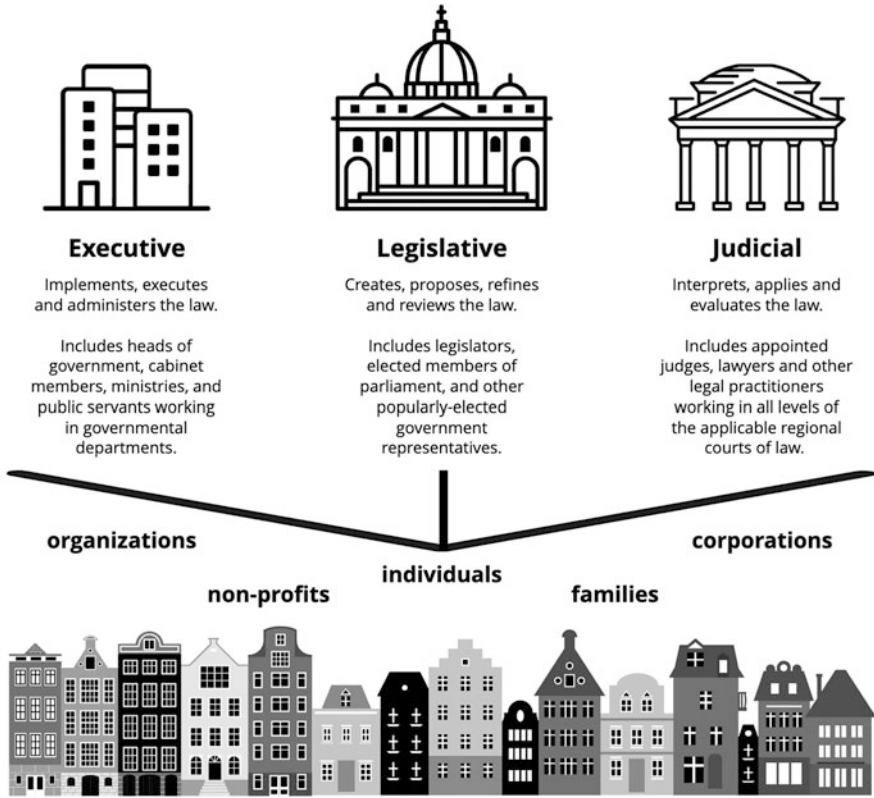 Executive
Implements, executes
and administers the law.
Includes heads of
government, cabinet
members, ministries, and
public servants working
in governmental
departments.
Legislative
Creates, proposes, refines
and reviews the law.
Includes legislators,
elected members of
parliament, and other
popularly-elected
government
representatives.
Judicial
Interprets, applies and
evaluates the law.
Includes appointed
judges, lawyers and other
legal practitioners
working in all levels of
the applicable regional
courts of law.
organizations
corporations
individuals
non-profits
families